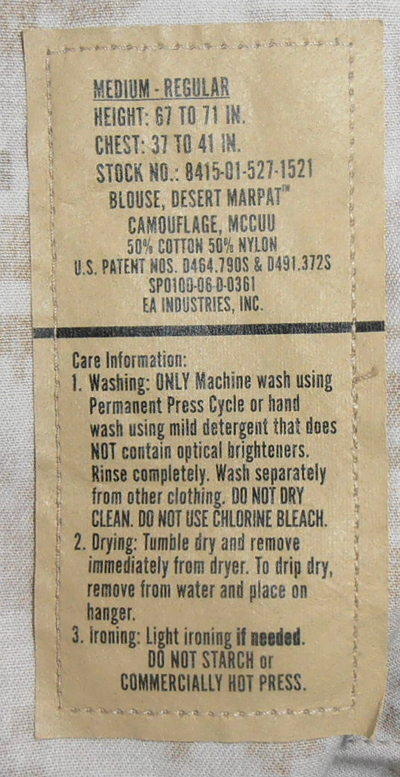 MEDIUM - REGULAR
HEIGHT: 67 TO 71 IN.
CHEST: 37 TO 41 IN.
STOCK NO.: 8415-01-527-1521
BLOUSE, DESERT MARPAT™
CAMOUFLAGE, MCCUU
50% COTTON 50% NYLON
U.S. PATENT NOS. D464.790S & D491.372S
SPO100-06-D-0361
EA INDUSTRIES, INC.
Care Information:
1. Washing: ONLY Machine wash using
Permanent Press Cycle or hand
wash using mild detergent that does
NOT contain optical brighteners.
Rinse completely. Wash separately
from other clothing. DO NOT DRY
CLEAN. DO NOT USE CHLORINE BLEACH.
2. Drying: Tumble dry and remove
immediately from dryer. To drip dry,
remove from water and place on
hanger.
3. Ironing: Light ironing if needed.
DO NOT STARCH or
COMMERCIALLY HOT PRESS.